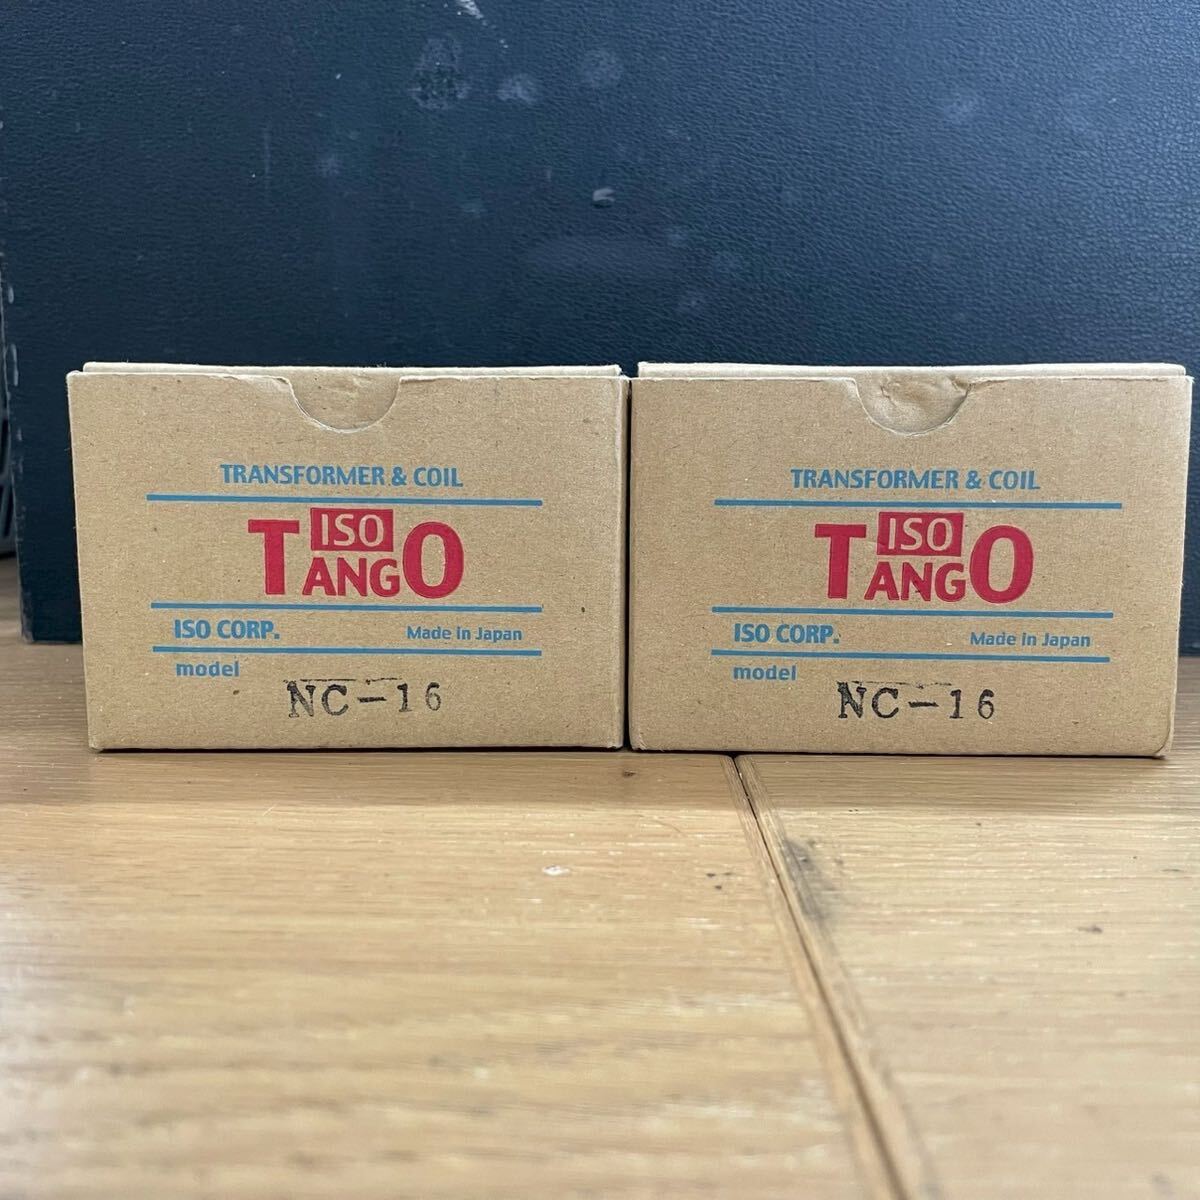 TRANSFORMER & COIL
ISO
TANGO
ISO CORP. Made in Japan
model
NC-16
TRANSFORMER & COIL
ISO
TANGO
ISO CORP. Made in Japan
model
NC-16